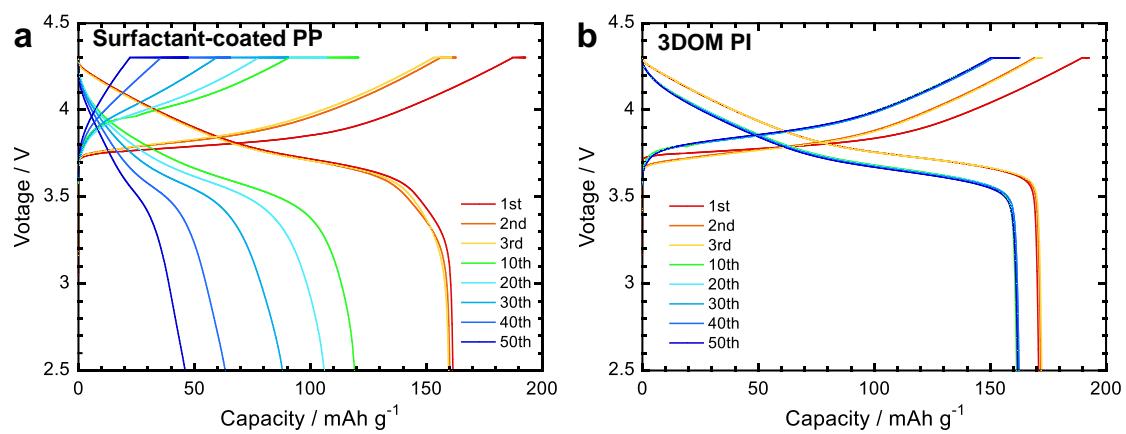 a
Surfactant-coated PP
4.5
4
3.5
3
2.5
Votage / V
0
50
100
150
200
Capacity / mAh g-1
1st
2nd
3rd
10th
20th
30th
40th
50th
b
3DOM PI
4.5
4
3.5
3
2.5
Votage / V
0
50
100
150
200
Capacity / mAh g-1
1st
2nd
3rd
10th
20th
30th
40th
50th